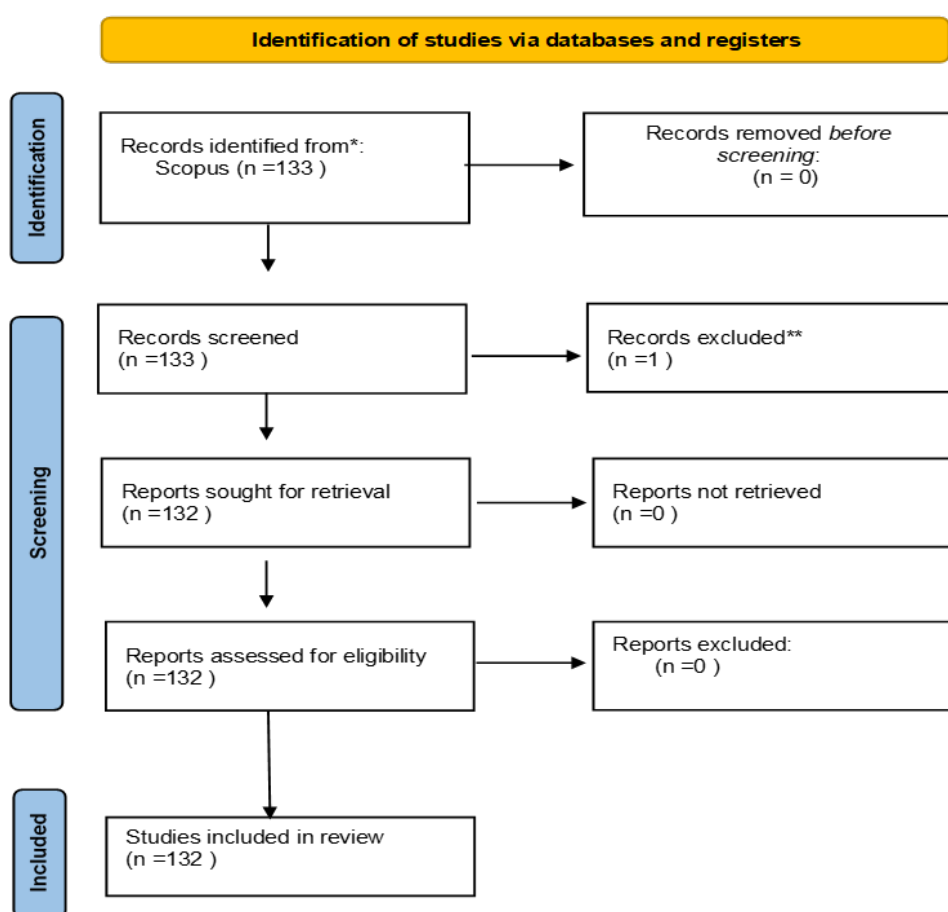 Identification of studies via databases and registers
Identification
Records identified from*:
Scopus (n =133 )
Records removed before
screening:
(n = 0)
Screening
Records screened
(n =133 )
Records excluded**
(n =1 )
Reports sought for retrieval
(n =132 )
Reports not retrieved
(n =0 )
Reports assessed for eligibility
(n =132 )
Reports excluded:
(n =0 )
Included
Studies included in review
(n =132 )